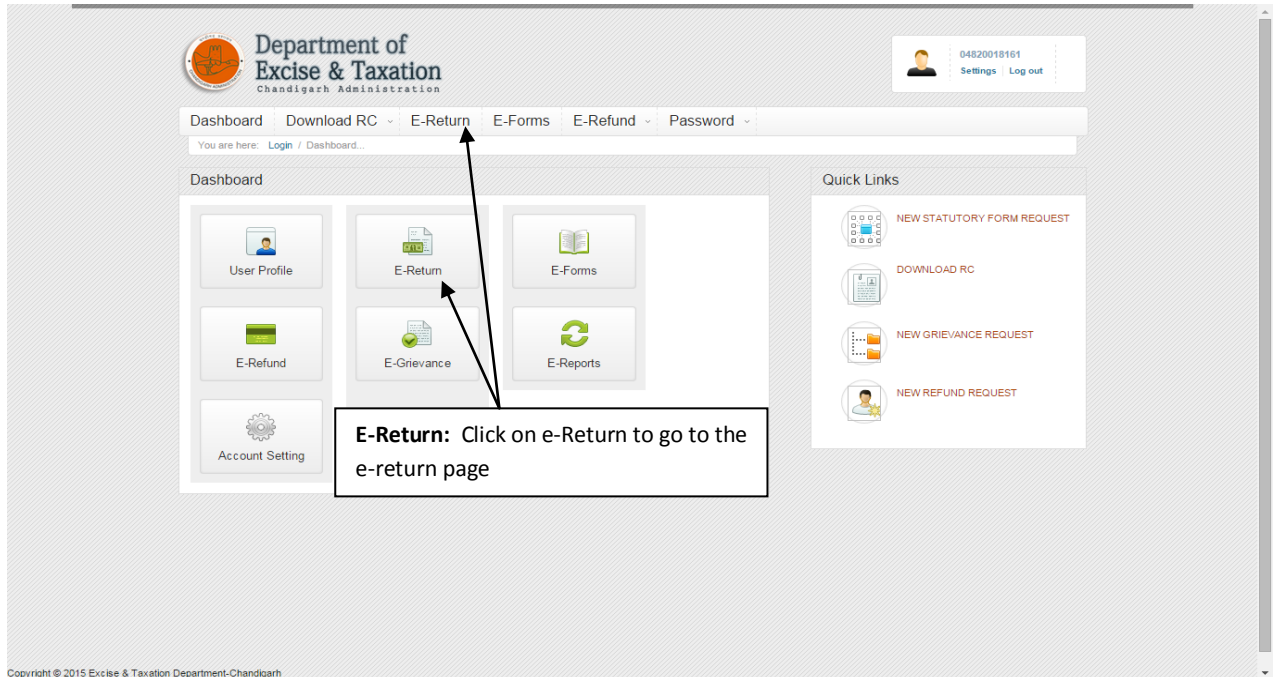 Department of
Excise & Taxation
Chandigarh Administration
04820018161
Settings Log out
Dashboard Download RC E-Return E-Forms E-Refund Password
You are here: Login / Dashboard...
Dashboard
User Profile
E-Return
E-Forms
E-Refund
E-Grievance
E-Reports
Account Setting
E-Return: Click on e-Return to go to the
e-return page
Quick Links
NEW STATUTORY FORM REQUEST
DOWNLOAD RC
NEW GRIEVANCE REQUEST
NEW REFUND REQUEST
Copyright © 2015 Excise & Taxation Department-Chandigarh